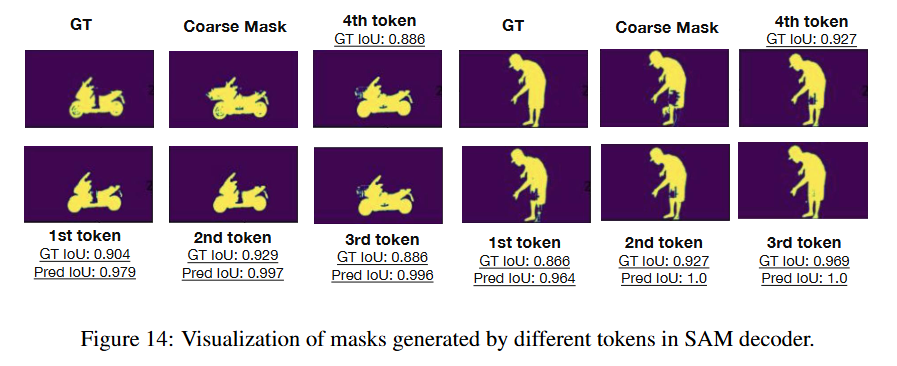 GT
Coarse Mask
4th token
GT IoU: 0.886
GT
Coarse Mask
4th token
GT IoU: 0.927
1st token
GT IoU: 0.904
Pred IoU: 0.979
2nd token
GT IoU: 0.929
Pred IoU: 0.997
3rd token
GT IoU: 0.886
Pred IoU: 0.996
1st token
GT IoU: 0.866
Pred IoU: 0.964
2nd token
GT IoU: 0.927
Pred IoU: 1.0
3rd token
GT IoU: 0.969
Pred IoU: 1.0
Figure 14: Visualization of masks generated by different tokens in SAM decoder.